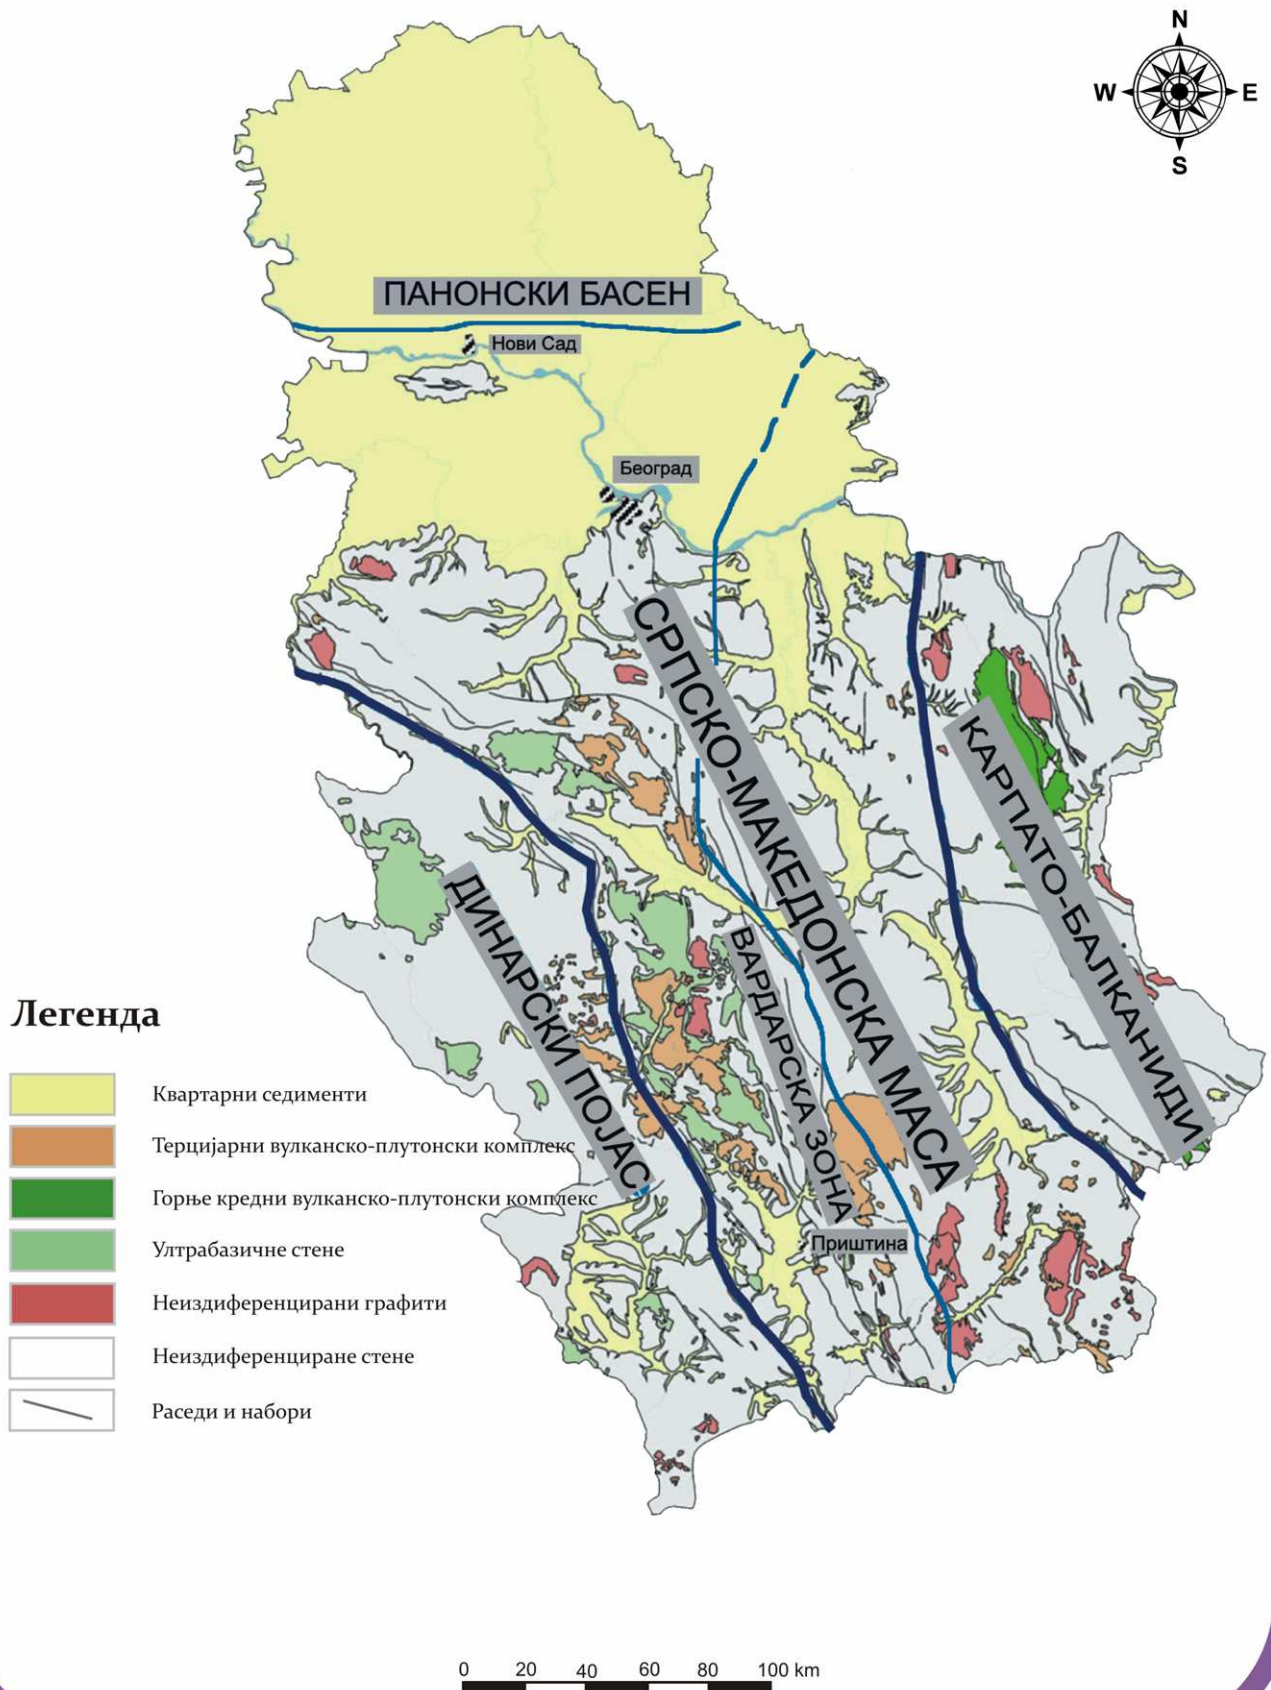 N
W E
S
ПАНОНСКИ БАСЕН
Нови Сад
Београд
СРПСКО-МАКЕДОНСКА МАСА
КАРПАТО-БАЛКАНИДИ
ДИНАРСКИ ПОЈАС
ВАРДАРСКА ЗОНА
Приштина
Легенда
Квартарни седименти
Терцијарни вулканско-плутонски комплекс
Горње кредни вулканско-плутонски комплекс
Ултрабазичне стене
Неиздиференцирани графити
Неиздиференциране стене
Раседи и набори
0 20 40 60 80 100 km